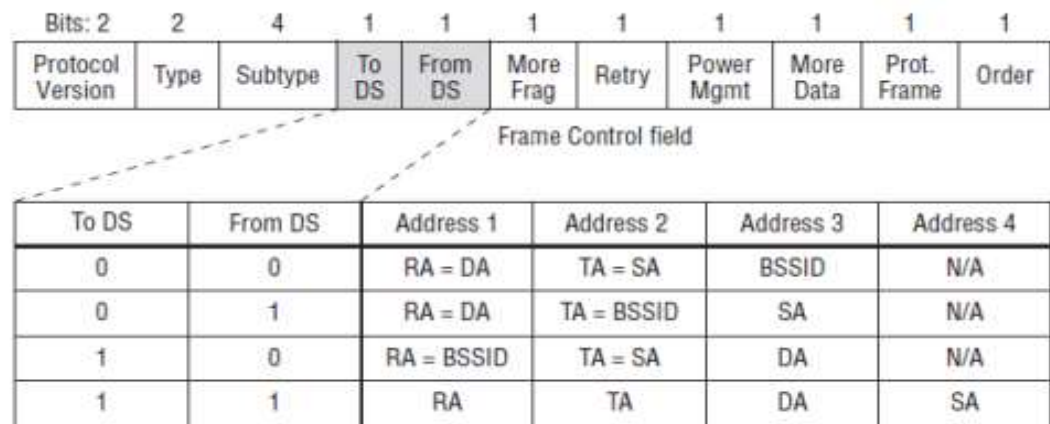 Bits: 2 2 4 1 1 1 1 1 1 1 1
Protocol Version Type Subtype To DS From DS More Frag Retry Power Mgmt More Data Prot. Frame Order
Frame Control field
To DS From DS Address 1 Address 2 Address 3 Address 4
0 0 RA = DA TA = SA BSSID N/A
0 1 RA = DA TA = BSSID SA N/A
1 0 RA = BSSID TA = SA DA N/A
1 1 RA TA DA SA